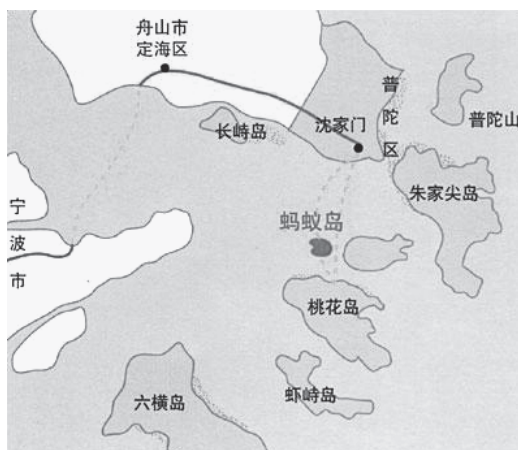 舟山市
定海区
普陀区
沈家门
长峙岛
普陀山
朱家尖岛
宁波市
蚂蚁岛
桃花岛
六横岛
虾峙岛